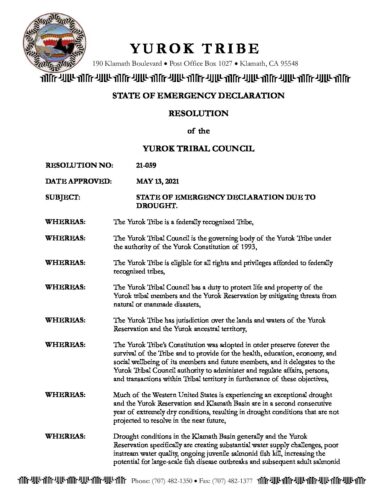 YUROK TRIBE
190 Klamath Boulevard • Post Office Box 1027 • Klamath, CA 95548
STATE OF EMERGENCY DECLARATION
RESOLUTION
of the
YUROK TRIBAL COUNCIL
RESOLUTION NO: 21-039
DATE APPROVED: MAY 13, 2021
SUBJECT: STATE OF EMERGENCY DECLARATION DUE TO
DROUGHT.
WHEREAS: The Yurok Tribe is a federally recognized Tribe,
WHEREAS: The Yurok Tribal Council is the governing body of the Yurok Tribe under
the authority of the Yurok Constitution of 1993,
WHEREAS: The Yurok Tribe is eligible for all rights and privileges afforded to federally
recognized tribes,
WHEREAS: The Yurok Tribal Council has a duty to protect life and property of the
Yurok tribal members and the Yurok Reservation by mitigating threats from
natural or manmade disasters,
WHEREAS: The Yurok Tribe has jurisdiction over the lands and waters of the Yurok
Reservation and the Yurok ancestral territory,
WHEREAS: The Yurok Tribe's Constitution was adopted in order preserve forever the
survival of the Tribe and to provide for the health, education, economy, and
social wellbeing of its members and future members, and it delegates to the
Yurok Tribal Council authority to administer and regulate affairs, persons,
and transactions within Tribal territory in furtherance of these objectives,
WHEREAS: Much of the Western United States is experiencing an exceptional drought
and the Yurok Reservation and Klamath Basin are in a second consecutive
year of extremely dry conditions, resulting in drought conditions that are not
projected to resolve in the near future,
WHEREAS: Drought conditions in the Klamath Basin generally and the Yurok
Reservation specifically are creating substantial water supply challenges, poor
instream water quality, ongoing juvenile salmonid fish kill, increasing the
potential for large-scale fish disease outbreaks and subsequent adult salmonid
Phone: (707) 482-1350 • Fax: (707) 482-1377